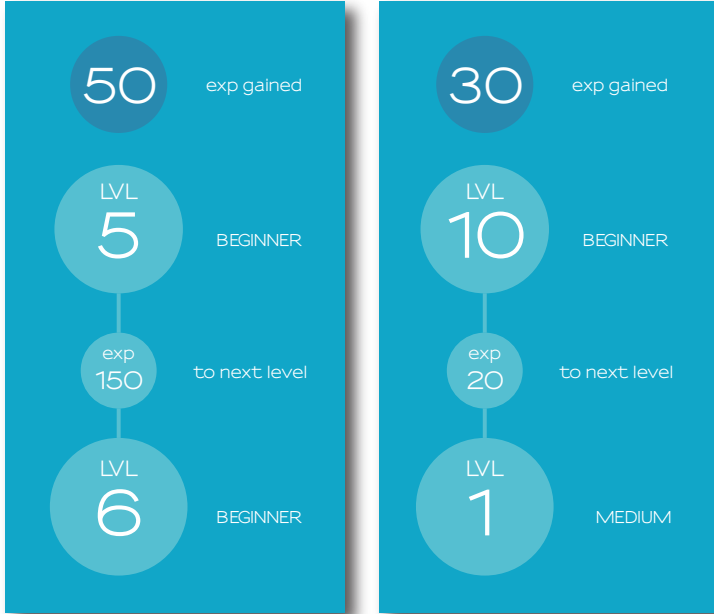 50
exp gained
LVL
5
BEGINNER
exp
150
to next level
LVL
6
BEGINNER
30
exp gained
LVL
10
BEGINNER
exp
20
to next level
LVL
1
MEDIUM